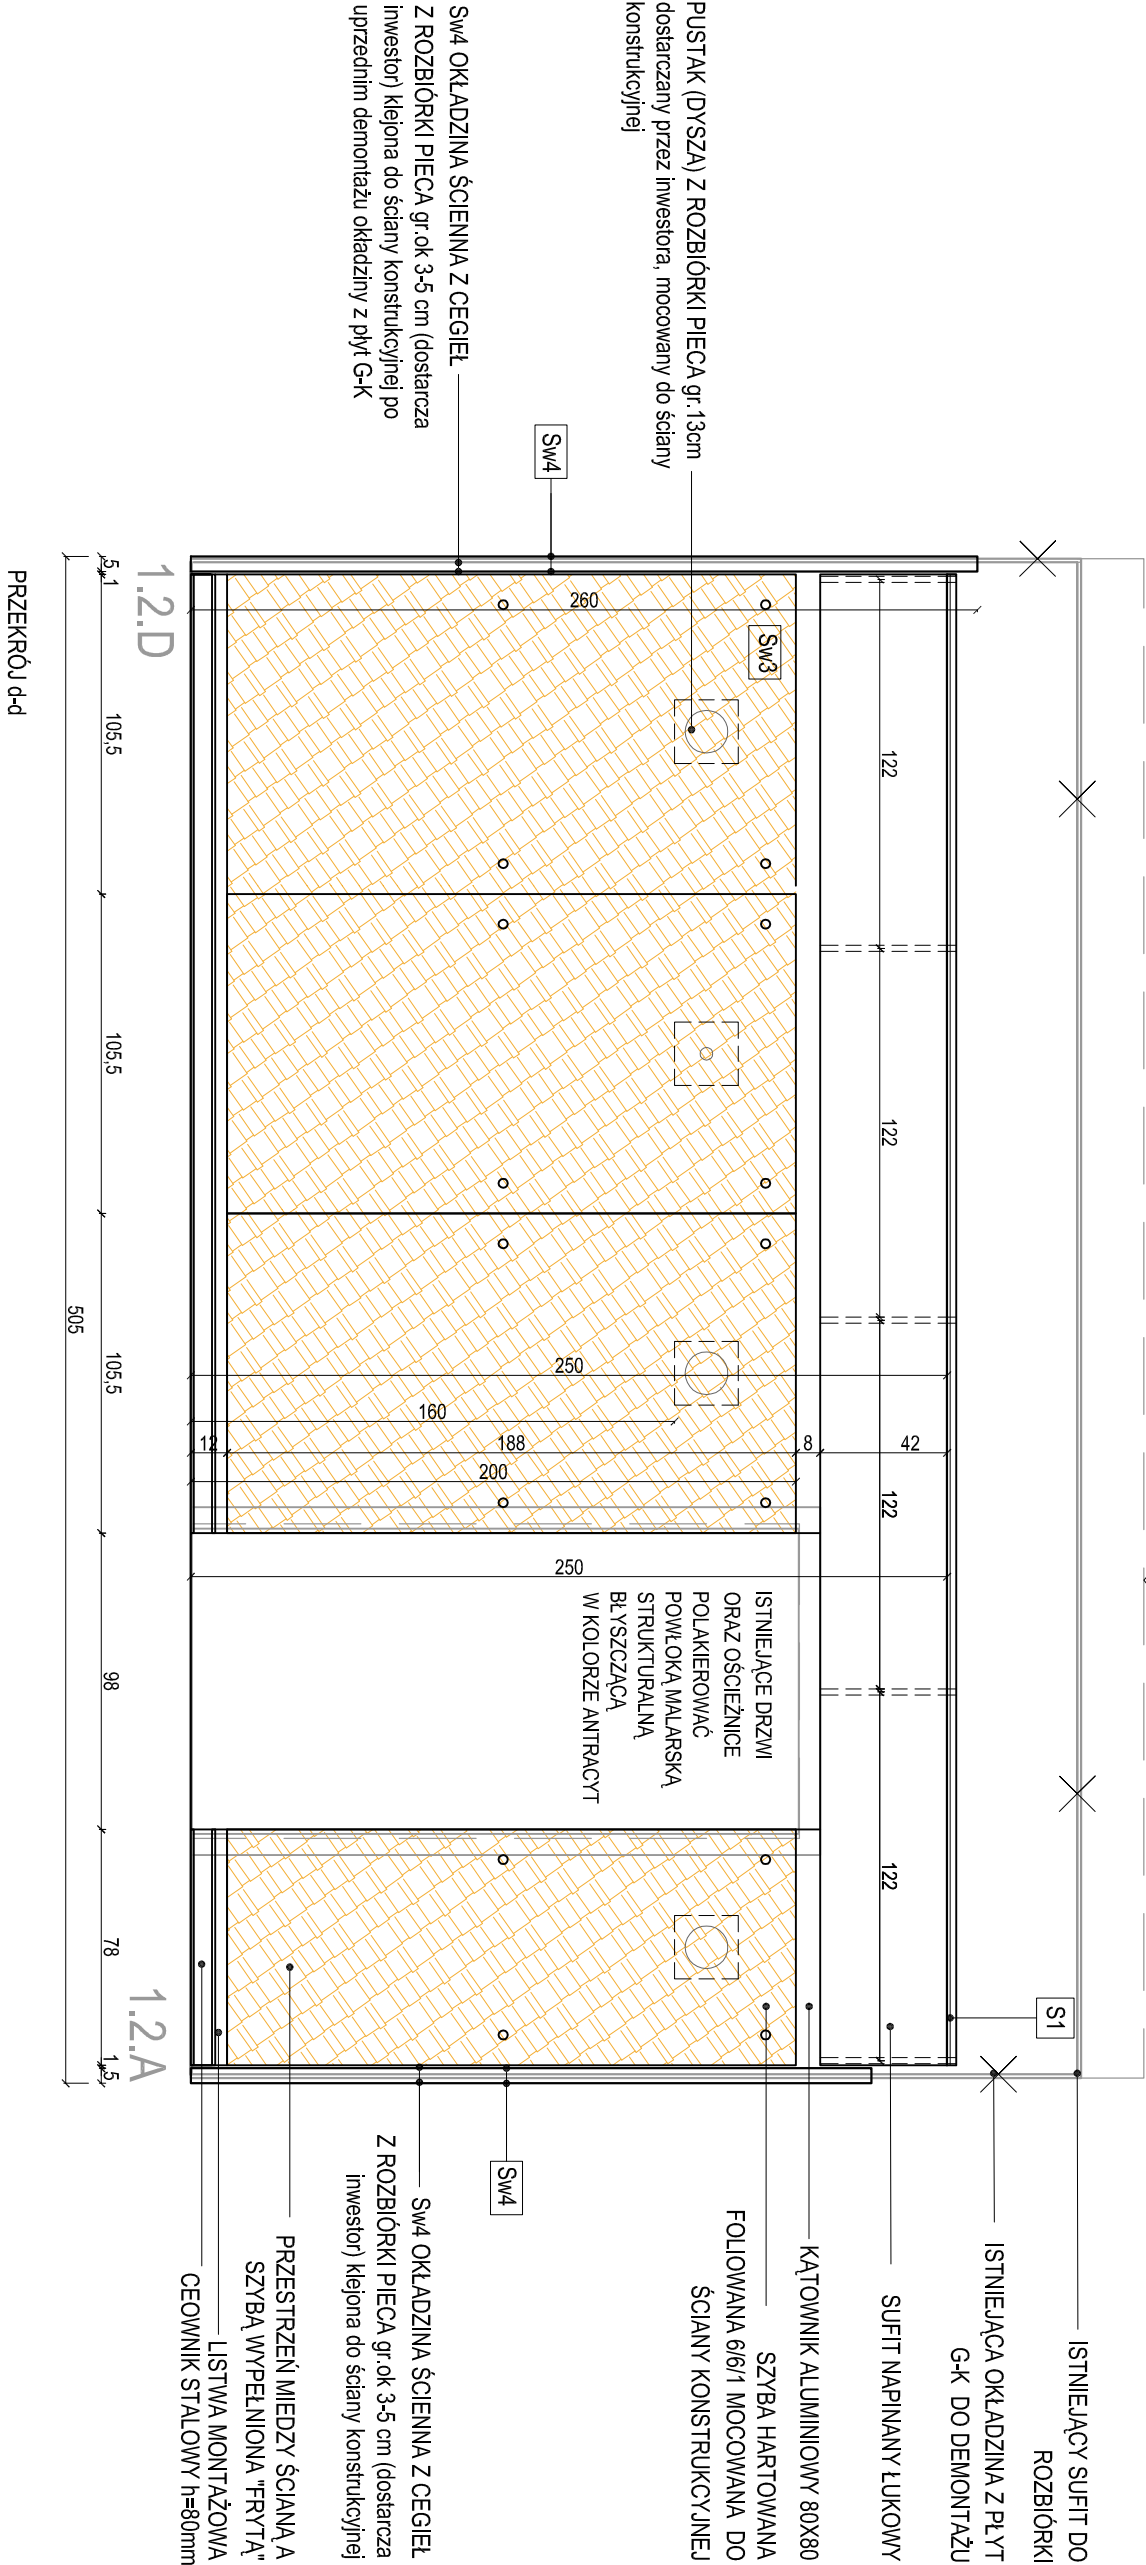 ISTNIEJĄCY SUFIT DO
ROZBIÓRKI
ISTNIEJĄCA OKŁADZINA Z PŁYT
G-K DO DEMONTAŻU
SUFIT NAPINANY ŁUKOWY
KĄTOWNIK ALUMINIOWY 80X80
SZYBA HARTOWANA
FOLIOWANA 6/6/1 MOCOWANA DO
ŚCIANY KONSTRUKCYJNEJ
S1
122
122
122
122
122
PUSTAK (DYSZA) Z ROZBIÓRKI PIECA gr.13cm
dostarczany przez inwestora, mocowany do ściany
konstrukcyjnej
Sw3
Sw4
260
250
160
12
188
8
42
200
250
ISTNIEJĄCE DRZWI
ORAZ OŚCIEŻNICE
POLAKIEROWAĆ
POWŁOKĄ MALARSKĄ
STRUKTURALNĄ
BŁYSZCZĄCĄ
W KOLORZE ANTRACYT
Sw4
Sw4 OKŁADZINA ŚCIENNA Z CEGIEŁ
Z ROZBIÓRKI PIECA gr.ok 3-5 cm (dostarcza
inwestor) klejona do ściany konstrukcyjnej po
uprzednim demontażu okładziny z płyt G-K
Sw4 OKŁADZINA ŚCIENNA Z CEGIEŁ
Z ROZBIÓRKI PIECA gr.ok 3-5 cm (dostarcza
inwestor) klejona do ściany konstrukcyjnej
PRZESTRZEŃ MIEDZY ŚCIANĄ A
SZYBĄ WYPEŁNIONA "FRYTĄ"
LISTWA MONTAŻOWA
CEOWNIK STALOWY h=80mm
1.2.D
1.2.A
5
1
105,5
105,5
105,5
98
78
1
5
505
PRZEKRÓJ d-d